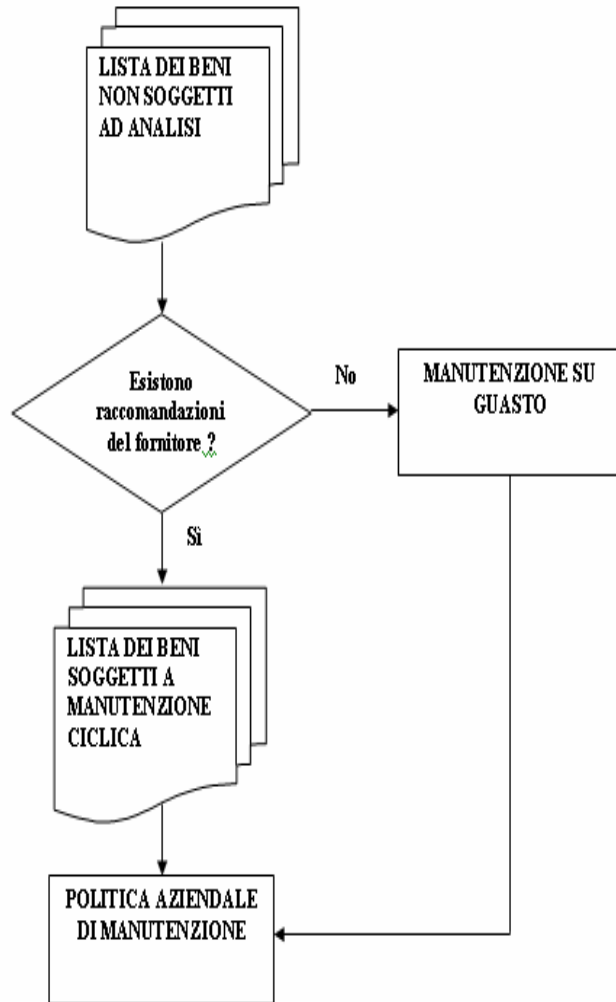 LISTA DEI BENI
NON SOGGETTI
AD ANALISI
Esistono
raccomandazioni
del fornitore ?
No
MANUTENZIONE SU
GUASTO
Si
LISTA DEI BENI
SOGGETTI A
MANUTENZIONE
CICLICA
POLITICA AZIENDALE
DI MANUTENZIONE